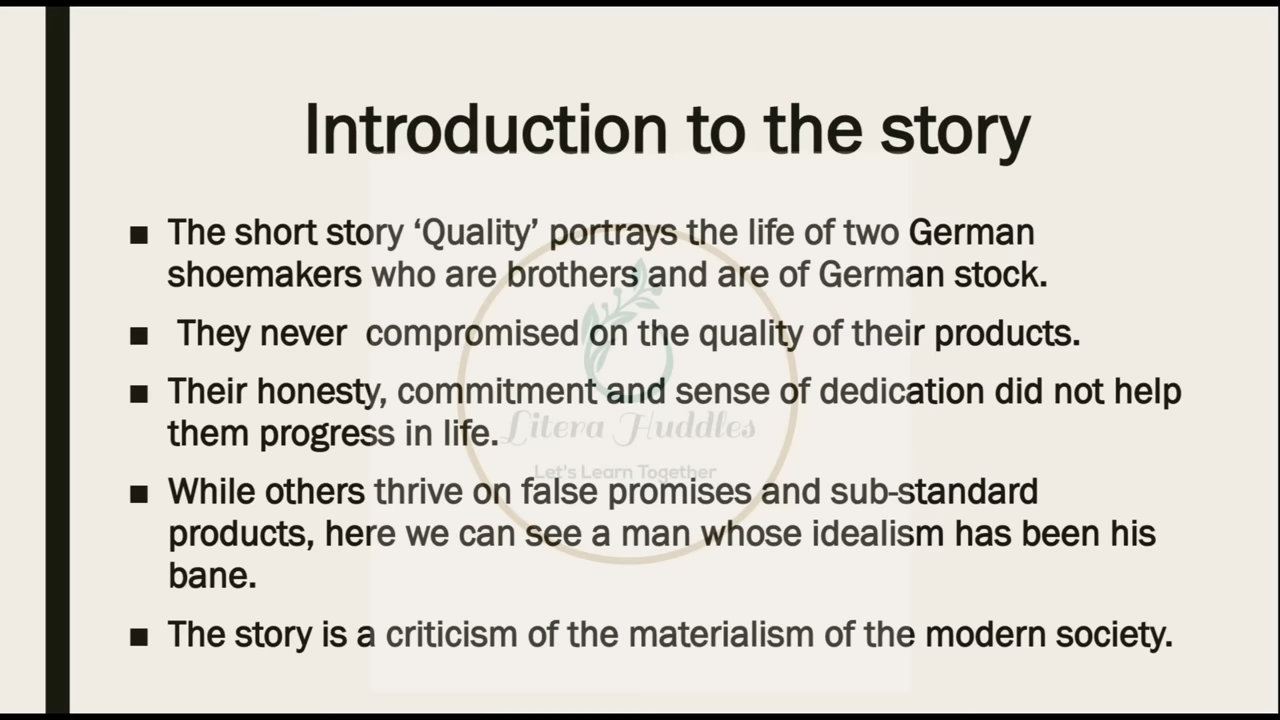 Introduction to the story
■ The short story ‘Quality’ portrays the life of two German
shoemakers who are brothers and are of German stock.
■ They never compromised on the quality of their products.
■ Their honesty, commitment and sense of dedication did not help
them progress in life.
Litera Huddles
Let's Learn Together
■ While others thrive on false promises and sub-standard
products, here we can see a man whose idealism has been his
bane.
■ The story is a criticism of the materialism of the modern society.